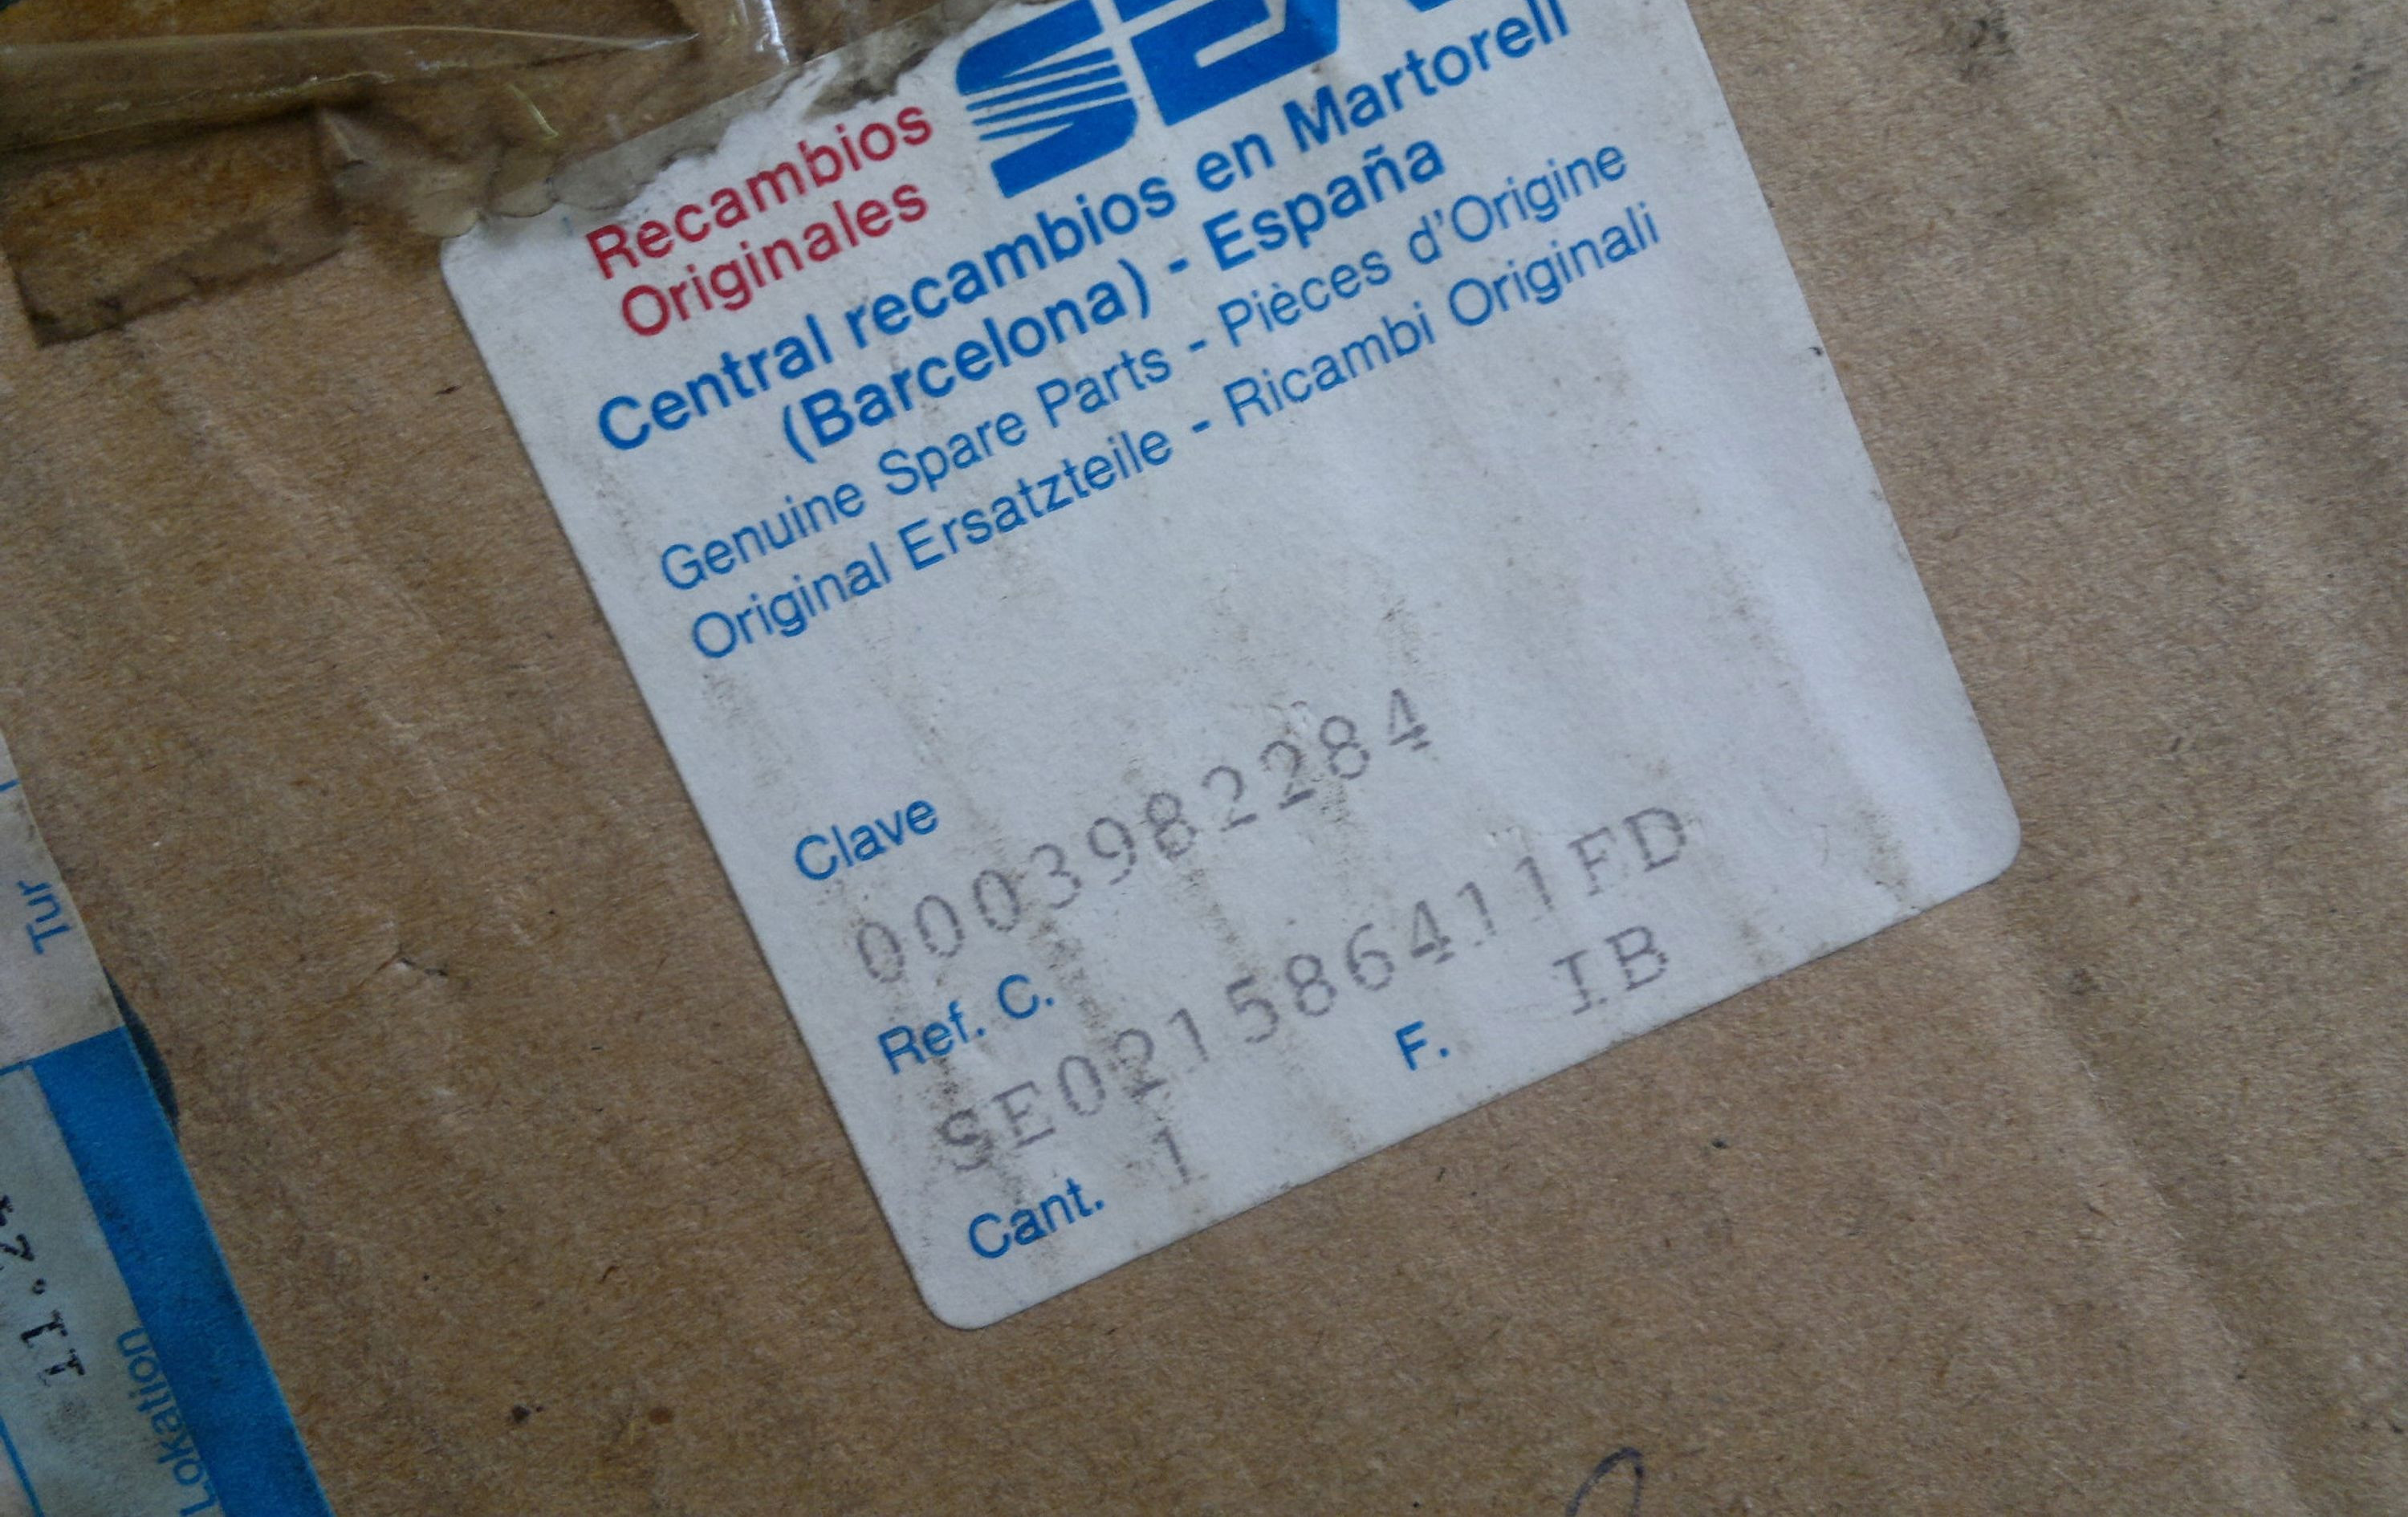 SEA
Recambios
Originales
Central recambios en Martorell
(Barcelona) - España
Genuine Spare Parts - Pièces d'Origine
Original Ersatzteile - Ricambi Originali
Clave
0003982284
Ref. C.
SE021586411FD
Cant. 1 F. IB
Tur
Lokation